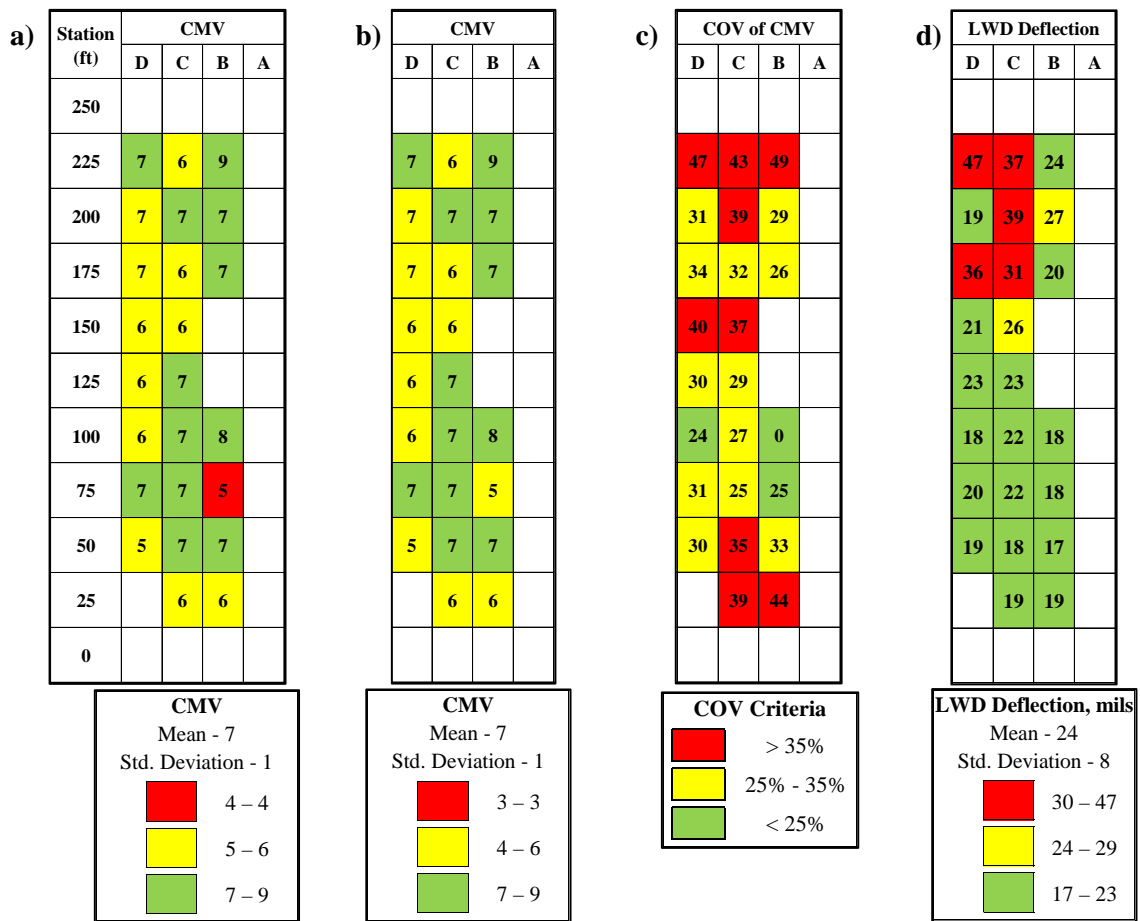 a) b) c) d)
Station (ft) CMV CMV COV of CMV LWD Deflection
D C B A D C B A D C B A D C B A
250
225 7 6 9 7 6 9 47 43 49 47 37 24
200 7 7 7 7 7 7 31 39 29 19 39 27
175 7 6 7 7 6 7 34 32 26 36 31 20
150 6 6 6 6 40 37 21 26
125 6 7 6 7 30 29 23 23
100 6 7 8 6 7 8 24 27 0 18 22 18
75 7 7 5 7 7 5 31 25 25 20 22 18
50 5 7 7 5 7 7 30 35 33 19 18 17
25 6 6 6 6 39 44 19 19
0
CMV
Mean - 7
Std. Deviation - 1
4 – 4
5 – 6
7 – 9
CMV
Mean - 7
Std. Deviation - 1
3 – 3
4 – 6
7 – 9
COV Criteria
> 35%
25% - 35%
< 25%
LWD Deflection, mils
Mean - 24
Std. Deviation - 8
30 – 47
24 – 29
17 – 23